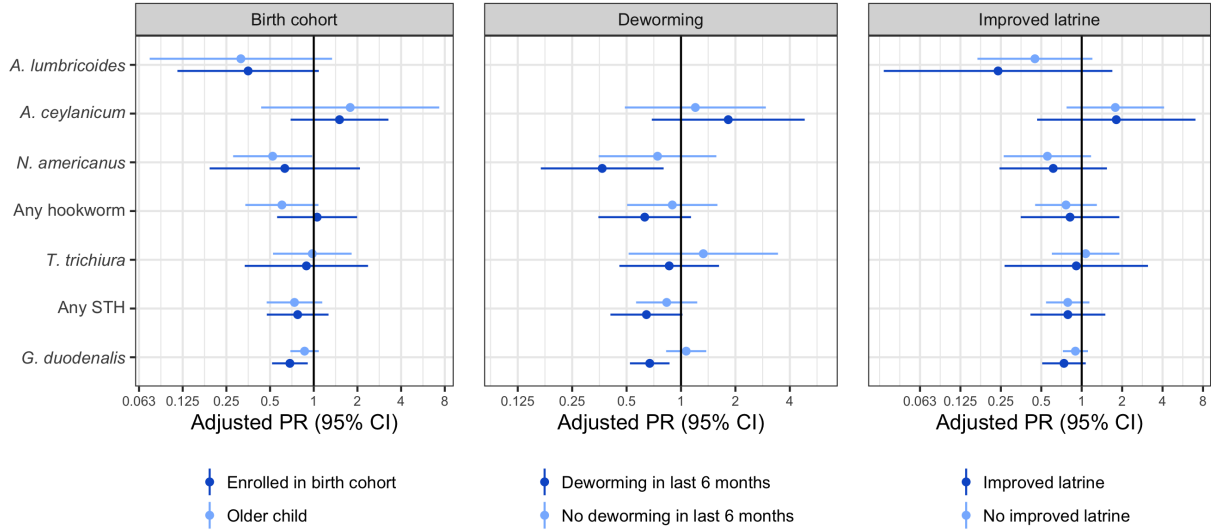 Birth cohort
Deworming
Improved latrine
A. lumbricoides
A. ceylanicum
N. americanus
Any hookworm
T. trichiura
Any STH
G. duodenalis
0.063 0.125 0.25 0.5 1 2 4 8
0.125 0.25 0.5 1 2 4
0.063 0.125 0.25 0.5 1 2 4 8
Adjusted PR (95% CI)
Adjusted PR (95% CI)
Adjusted PR (95% CI)
Enrolled in birth cohort
Older child
Deworming in last 6 months
No deworming in last 6 months
Improved latrine
No improved latrine